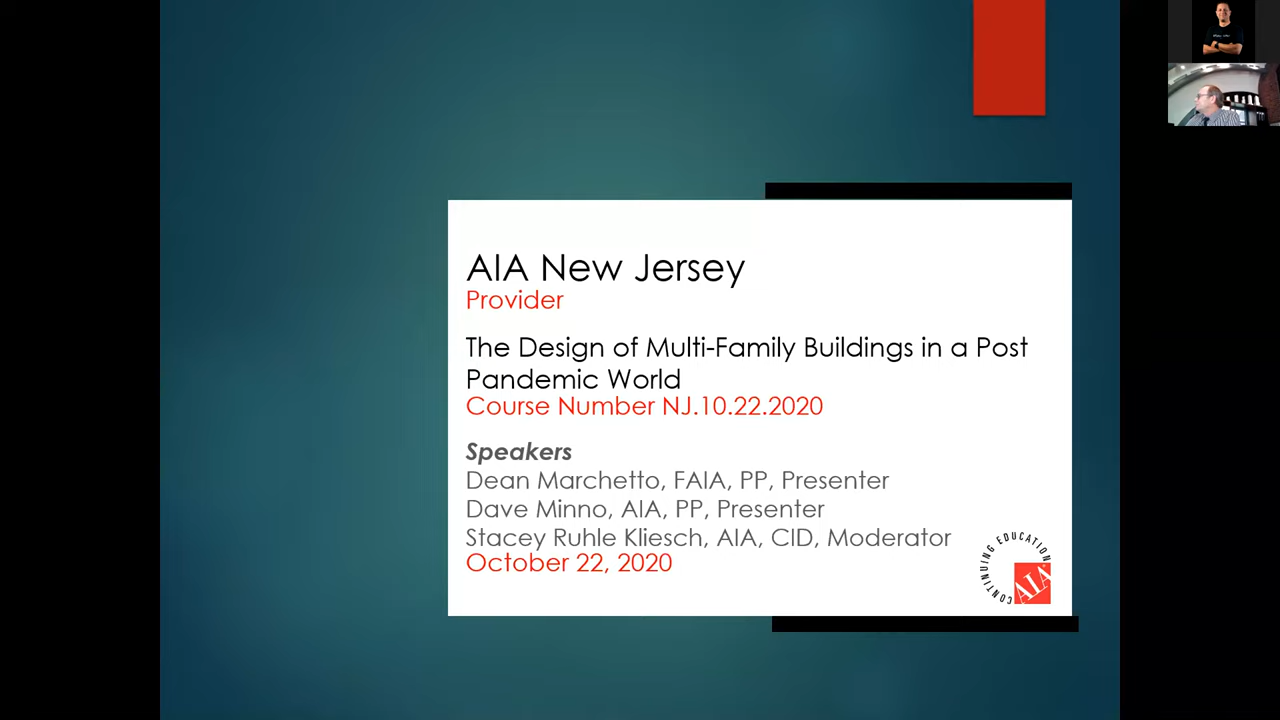 AIA New Jersey
Provider
The Design of Multi-Family Buildings in a Post
Pandemic World
Course Number NJ.10.22.2020
Speakers
Dean Marchetto, FAIA, PP, Presenter
Dave Minno, AIA, PP, Presenter
Stacey Ruhle Kliesch, AIA, CID, Moderator
October 22, 2020
CONTINUING EDUCATION
AIA